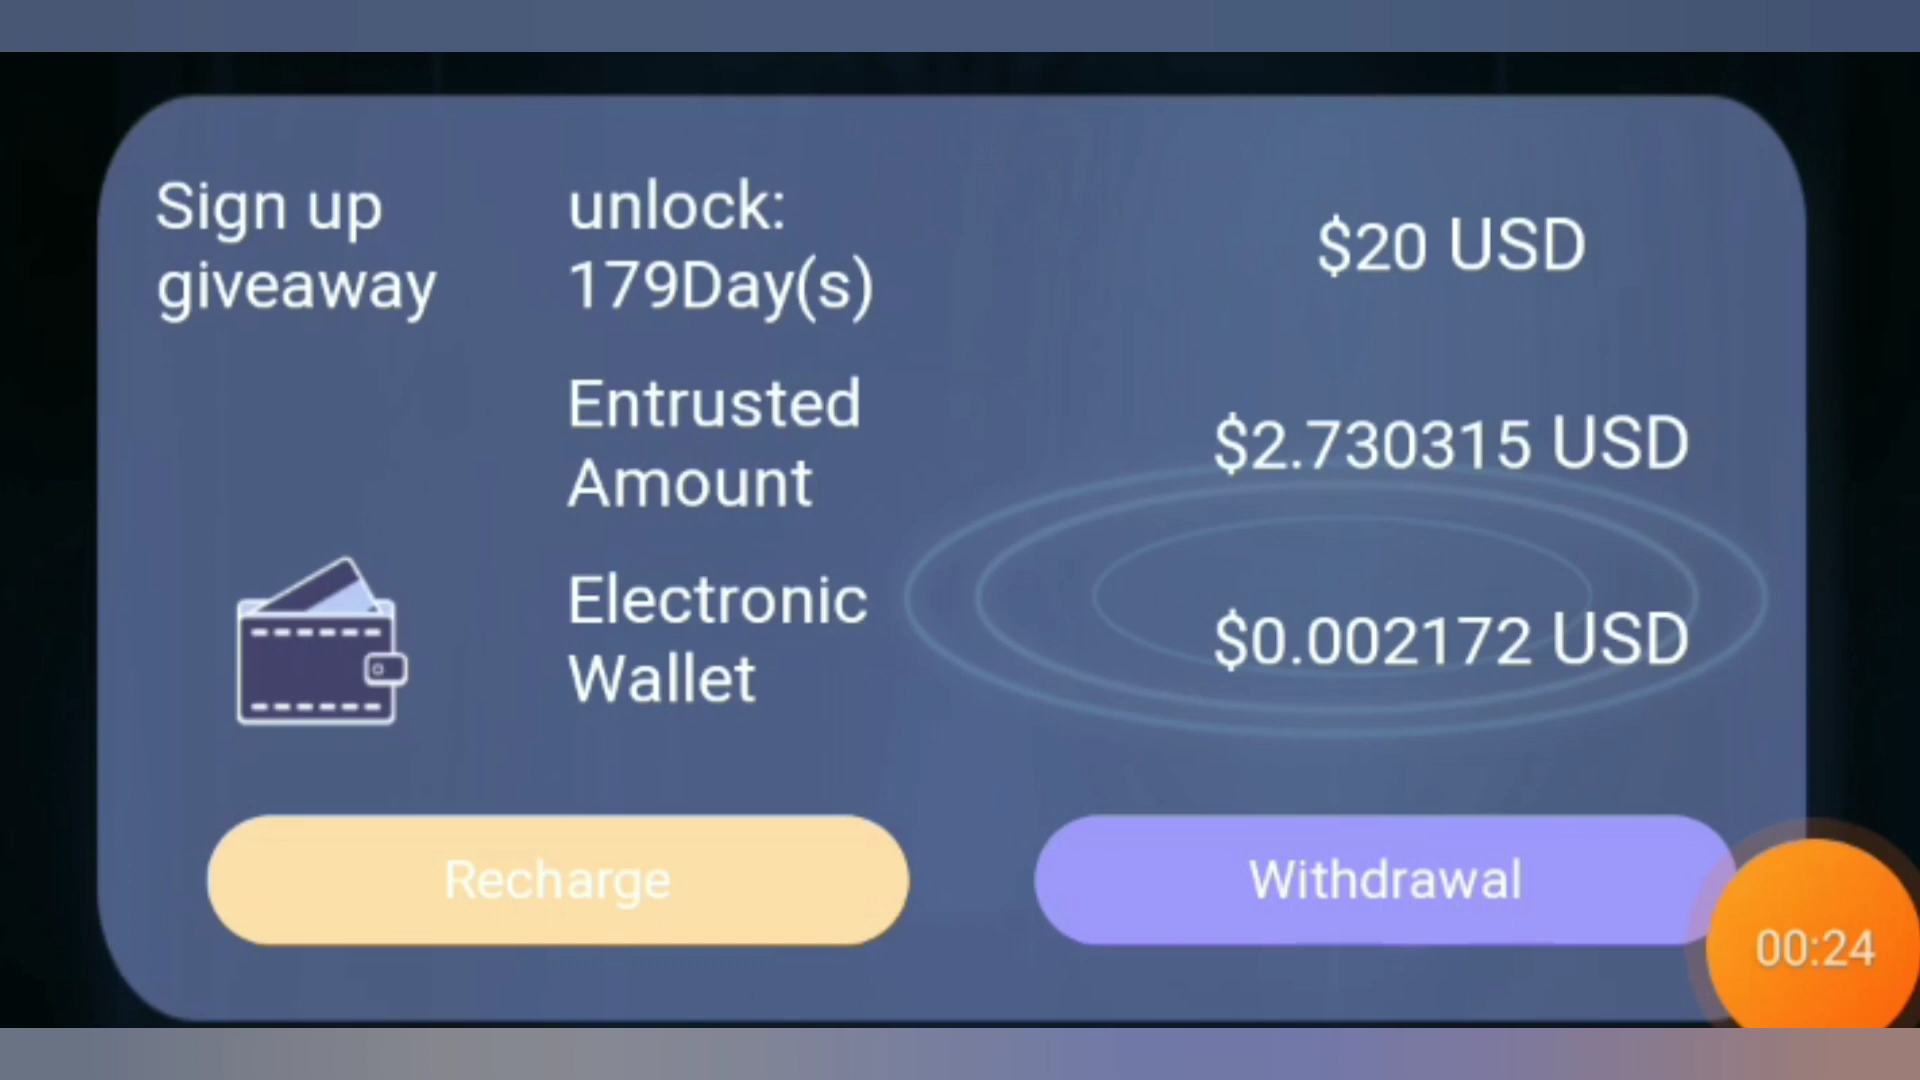 Sign up
giveaway
unlock:
179Day(s)
$20 USD
Entrusted
Amount
$2.730315 USD
Electronic
Wallet
$0.002172 USD
Recharge
Withdrawal
00:24